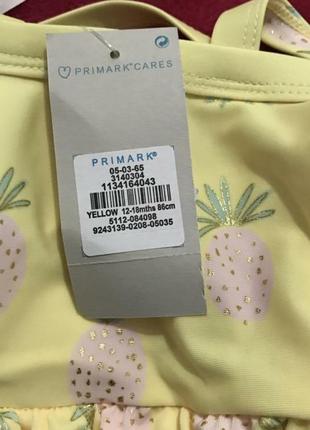 PRIMARK CARES
PRIMARK®
05-03-65
3140304
1134164043
YELLOW 12-18mths 86cm
5112-084098
9243139-0208-05035